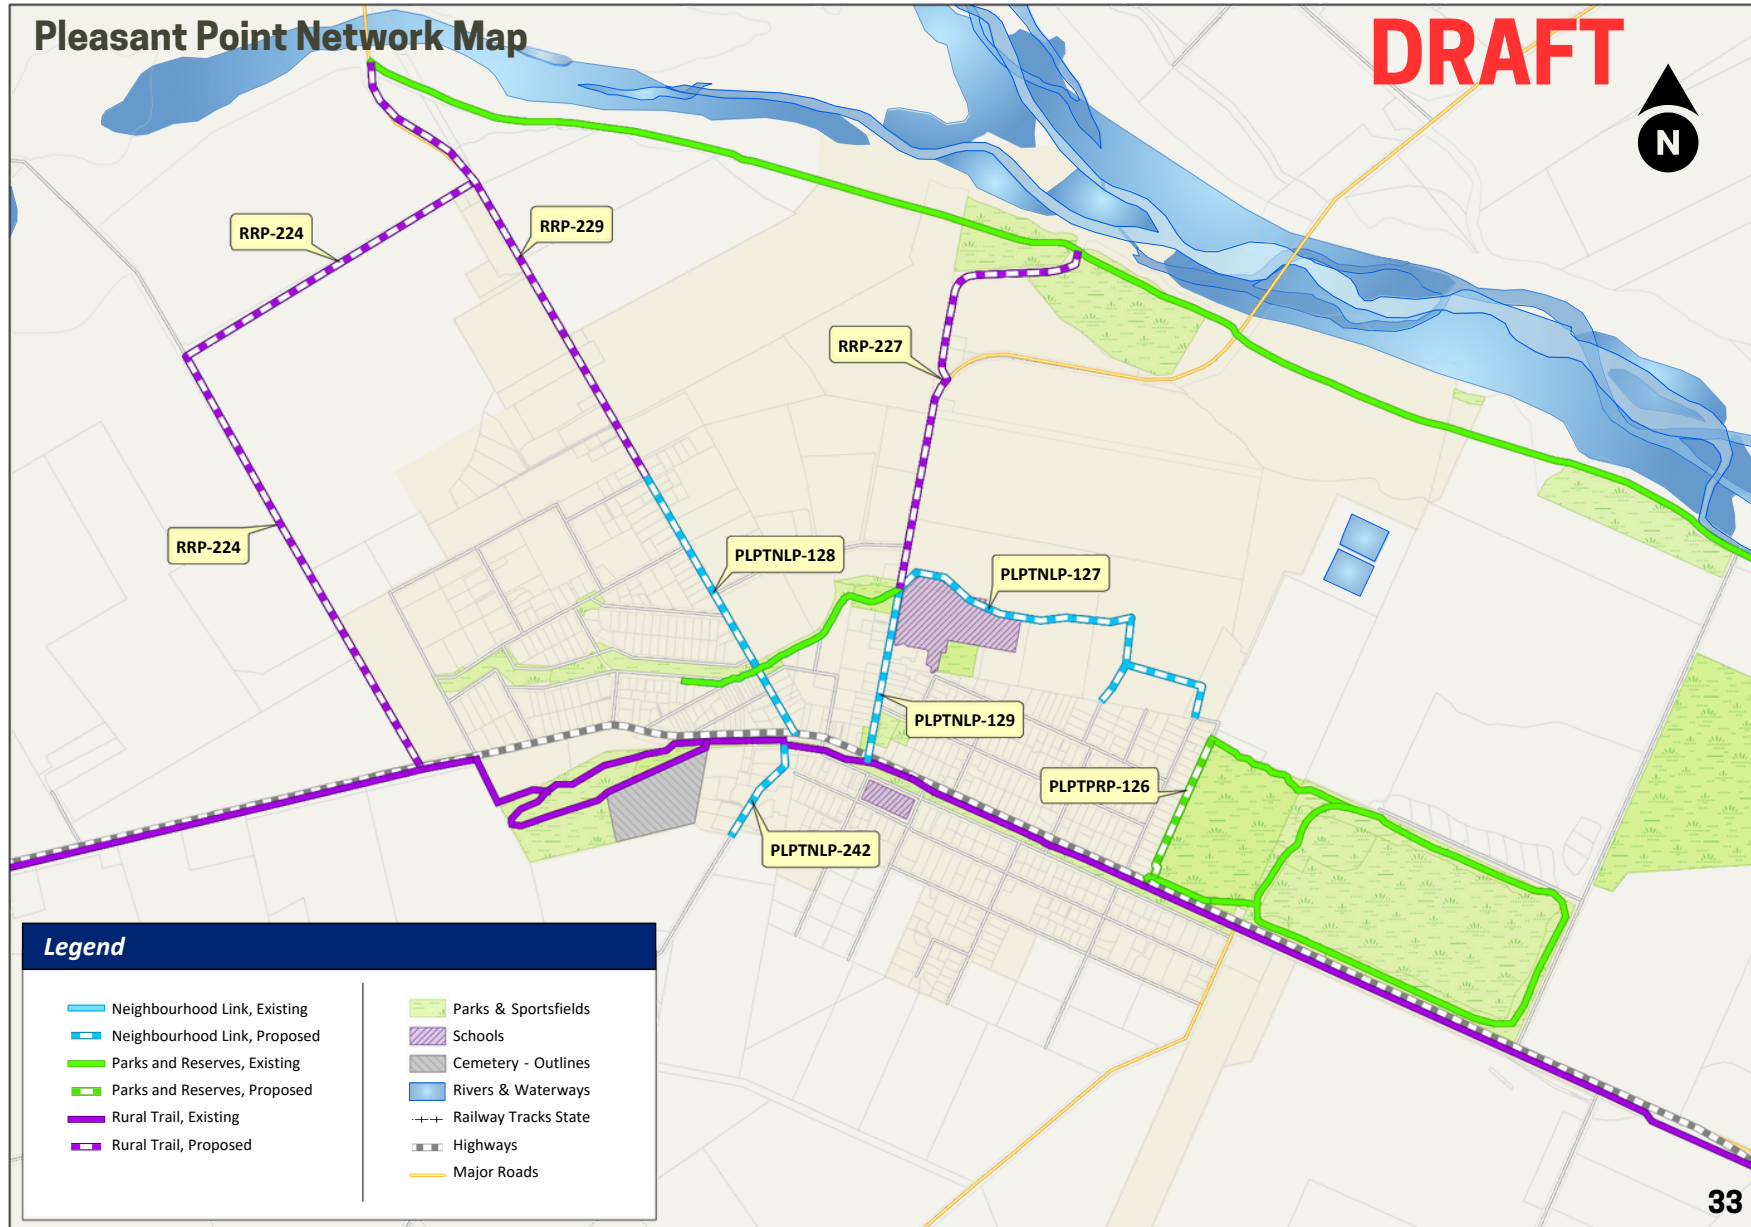 Pleasant Point Network Map
DRAFT
N
RRP-224
RRP-229
RRP-227
RRP-224
PLPTNLP-128
PLPTNLP-127
PLPTNLP-129
PLPTPRP-126
PLPTNLP-242
Legend
Neighbourhood Link, Existing
Neighbourhood Link, Proposed
Parks and Reserves, Existing
Parks and Reserves, Proposed
Rural Trail, Existing
Rural Trail, Proposed
Parks & Sportsfields
Schools
Cemetery - Outlines
Rivers & Waterways
Railway Tracks State
Highways
Major Roads
33